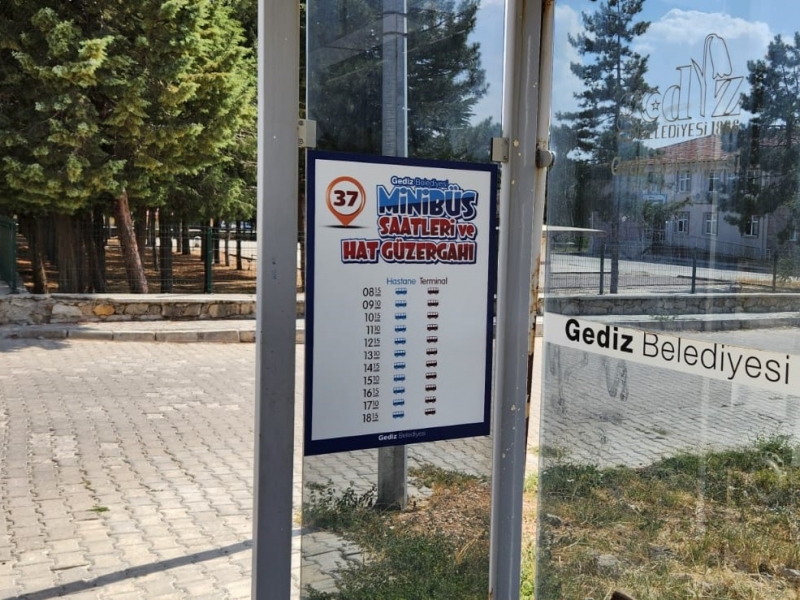 37
Gediz Belediyesi
MİNİBÜS
SAATLERİ ve
HAT GÜZERGAHI
Hastane Terminal
08
09
10
11
12
13
14
15
16
17
18
Gediz Belediyesi
Gediz Belediyesi